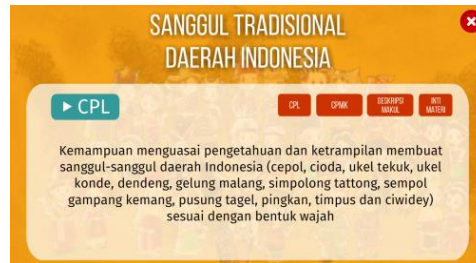 SANGGUL TRADISIONAL
DAERAH INDONESIA
▶ CPL
CPL
CPMK
DESKRIPSI
MAKUL
INTI
MATERI
Kemampuan menguasai pengetahuan dan ketrampilan membuat
sanggul-sanggul daerah Indonesia (cepol, cioda, ukel tekuk, ukel
konde, dendeng, gelung malang, simpolong tattong, sempol
gampang kemang, pusung tagel, pingkan, timpus dan ciwidey)
sesuai dengan bentuk wajah